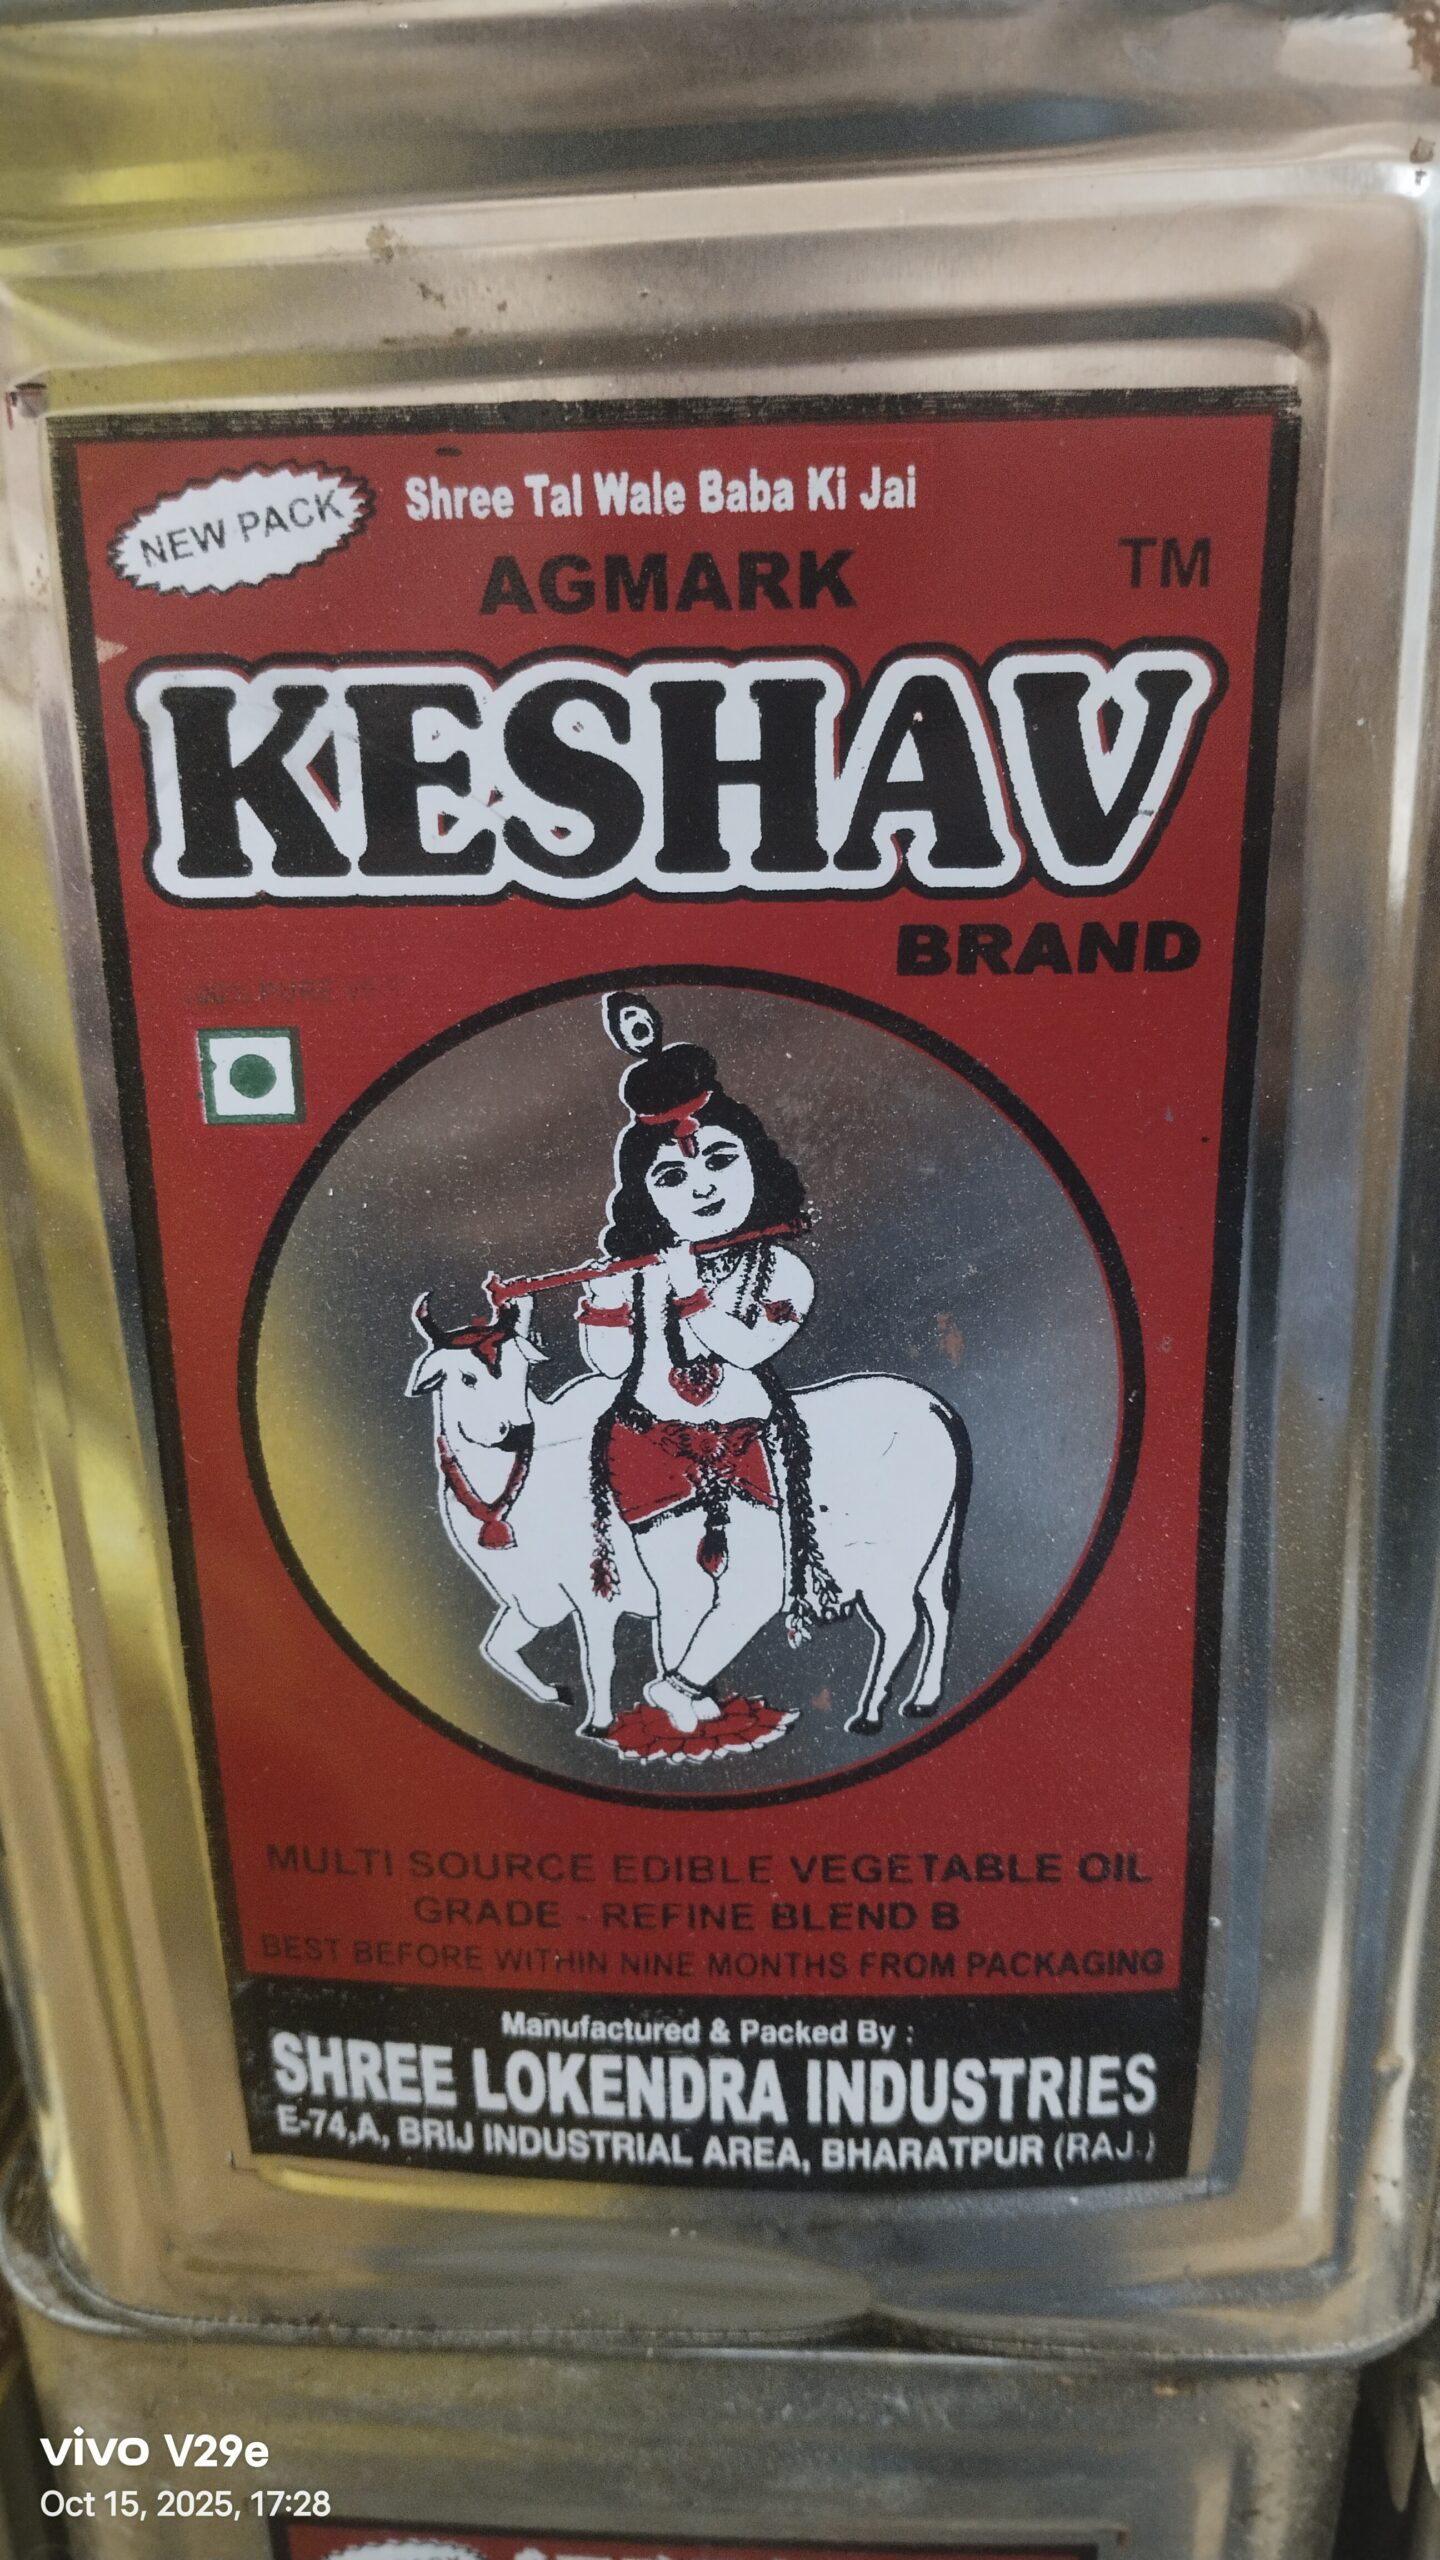 NEW PACK
Shree Tal Wale Baba Ki Jai
AGMARK
TM
KESHAV
BRAND
MULTI SOURCE EDIBLE VEGETABLE OIL
GRADE - REFINE BLEND B
BEST BEFORE WITHIN NINE MONTHS FROM PACKAGING
Manufactured & Packed By :
SHREE LOKENDRA INDUSTRIES
E-74,A, BRIJ INDUSTRIAL AREA, BHARATPUR (RAJ.)
vivo V29e
Oct 15, 2025, 17:28